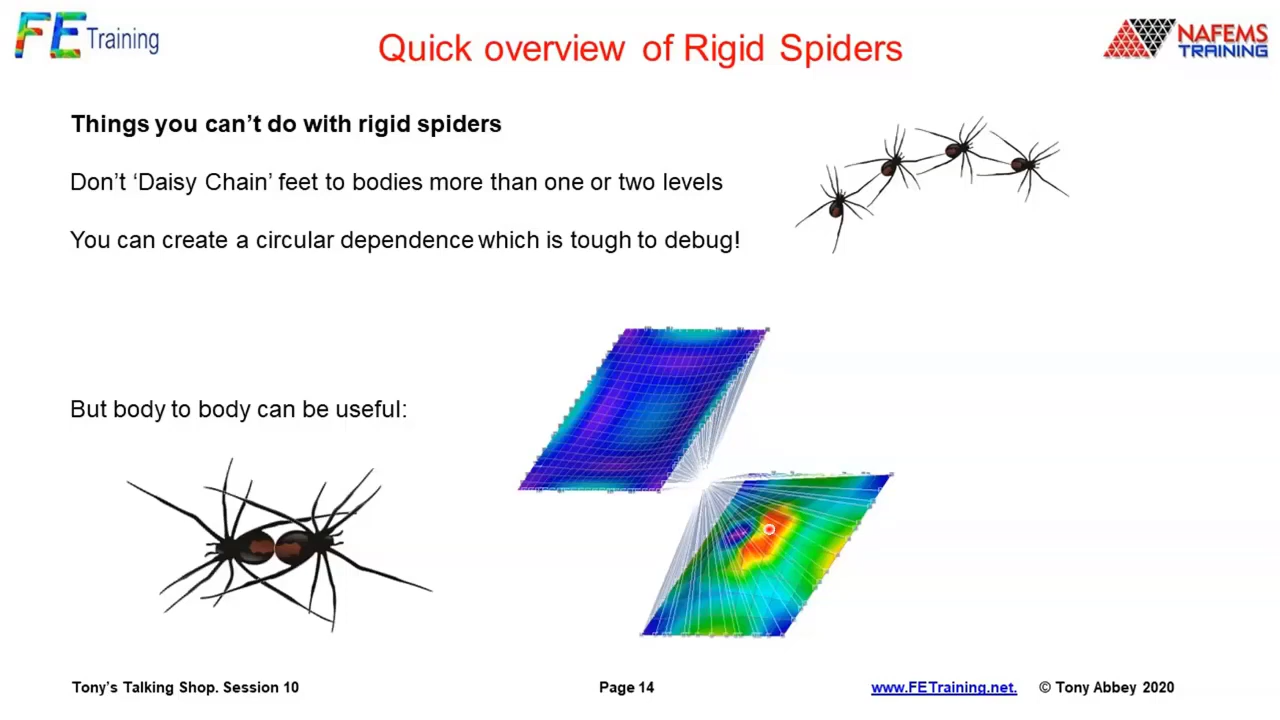 FE Training
Quick overview of Rigid Spiders
NAFEMS
TRAINING
Things you can't do with rigid spiders
Don't ‘Daisy Chain’ feet to bodies more than one or two levels
You can create a circular dependence which is tough to debug!
But body to body can be useful:
Tony's Talking Shop. Session 10
Page 14
www.FETraining.net.
© Tony Abbey 2020